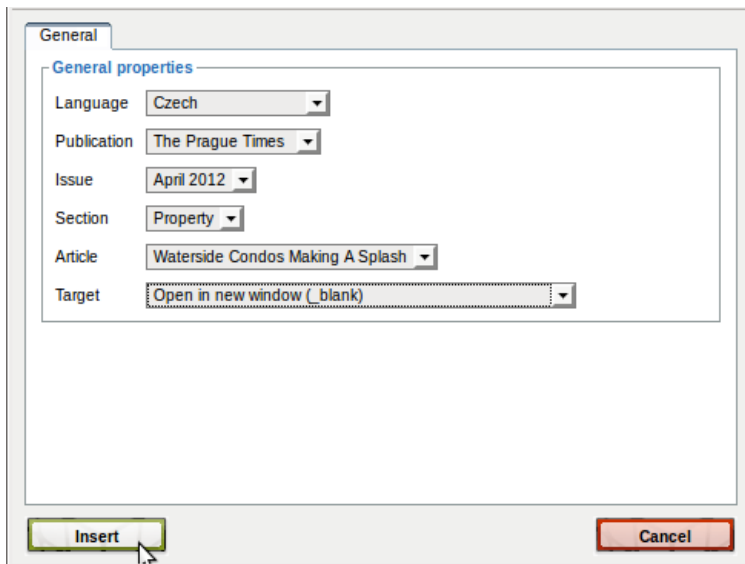 General
General properties
Language Czech
Publication The Prague Times
Issue April 2012
Section Property
Article Waterside Condos Making A Splash
Target Open in new window (_blank)
Insert Cancel